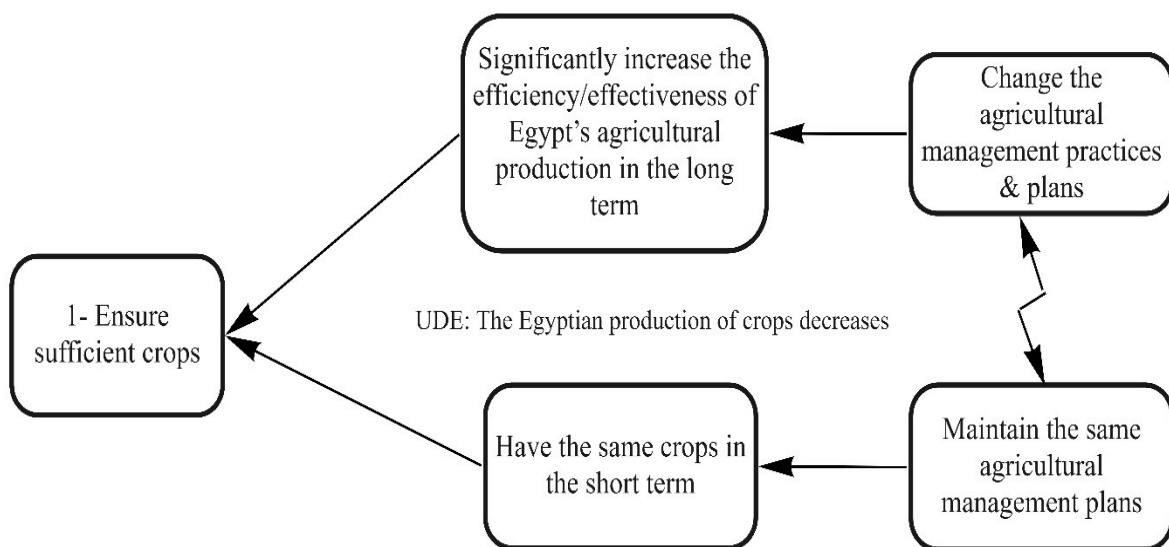 Significantly increase the
efficiency/effectiveness of
Egypt's agricultural
production in the long
term
Change the
agricultural
management practices
& plans
1- Ensure
sufficient crops
UDE: The Egyptian production of crops decreases
Have the same crops in
the short term
Maintain the same
agricultural
management plans